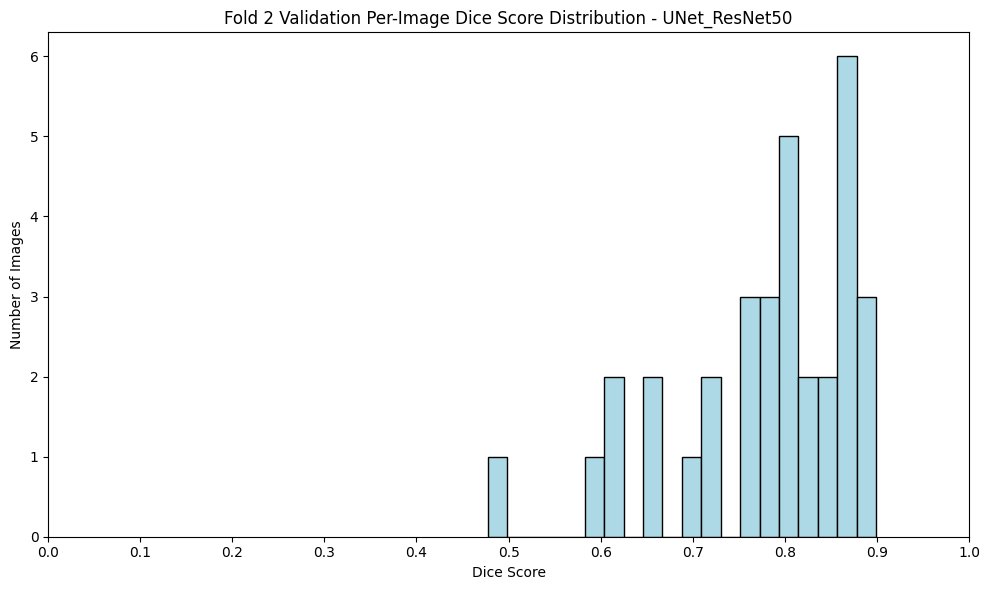 Fold 2 Validation Per-Image Dice Score Distribution - UNet_ResNet50
Number of Images
6
5
4
3
2
1
0
0.0 0.1 0.2 0.3 0.4 0.5 0.6 0.7 0.8 0.9 1.0
Dice Score